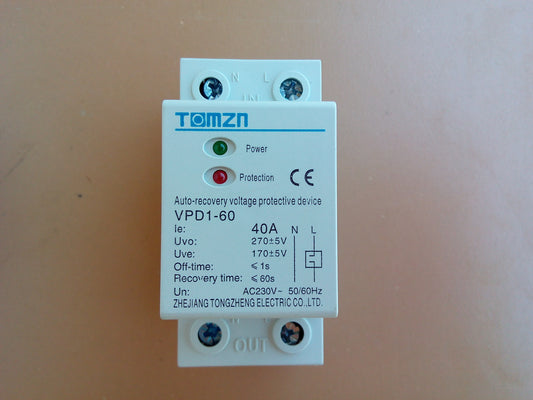 N L
IN
TOMZN
Power
Protection CE
Auto-recovery voltage protective device
VPD1-60
Ie: 40A N L
Uvo: 270±5V
Uve: 170±5V
Off-time: ≤1s
Recovery time: ≤60s
Un: AC230V~ 50/60Hz
ZHEJIANG TONGZHENG ELECTRIC CO.,LTD.
OUT